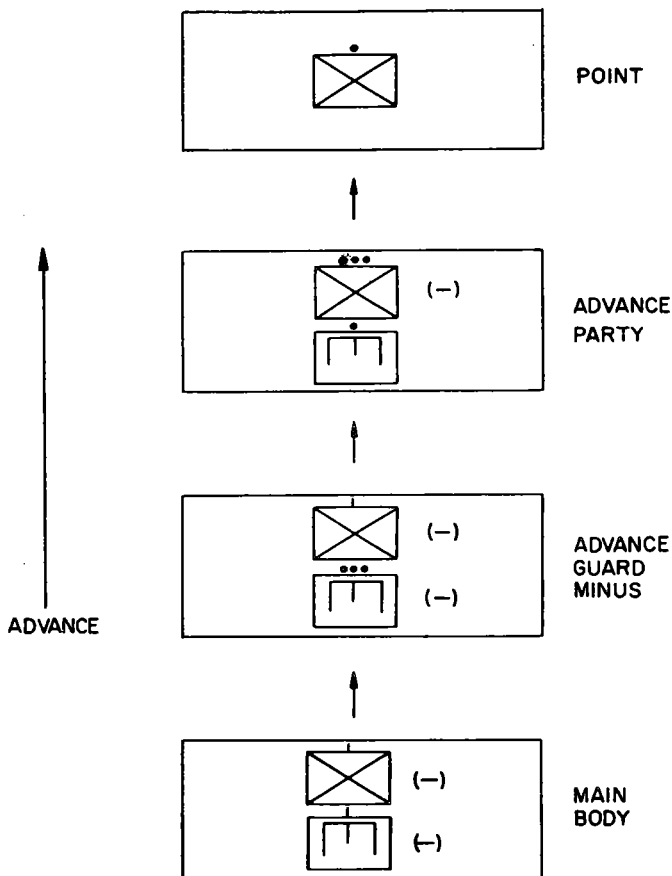 POINT
(—)
ADVANCE
PARTY
(—)
ADVANCE
GUARD
MINUS
(—)
ADVANCE
(—)
MAIN
BODY
(—)